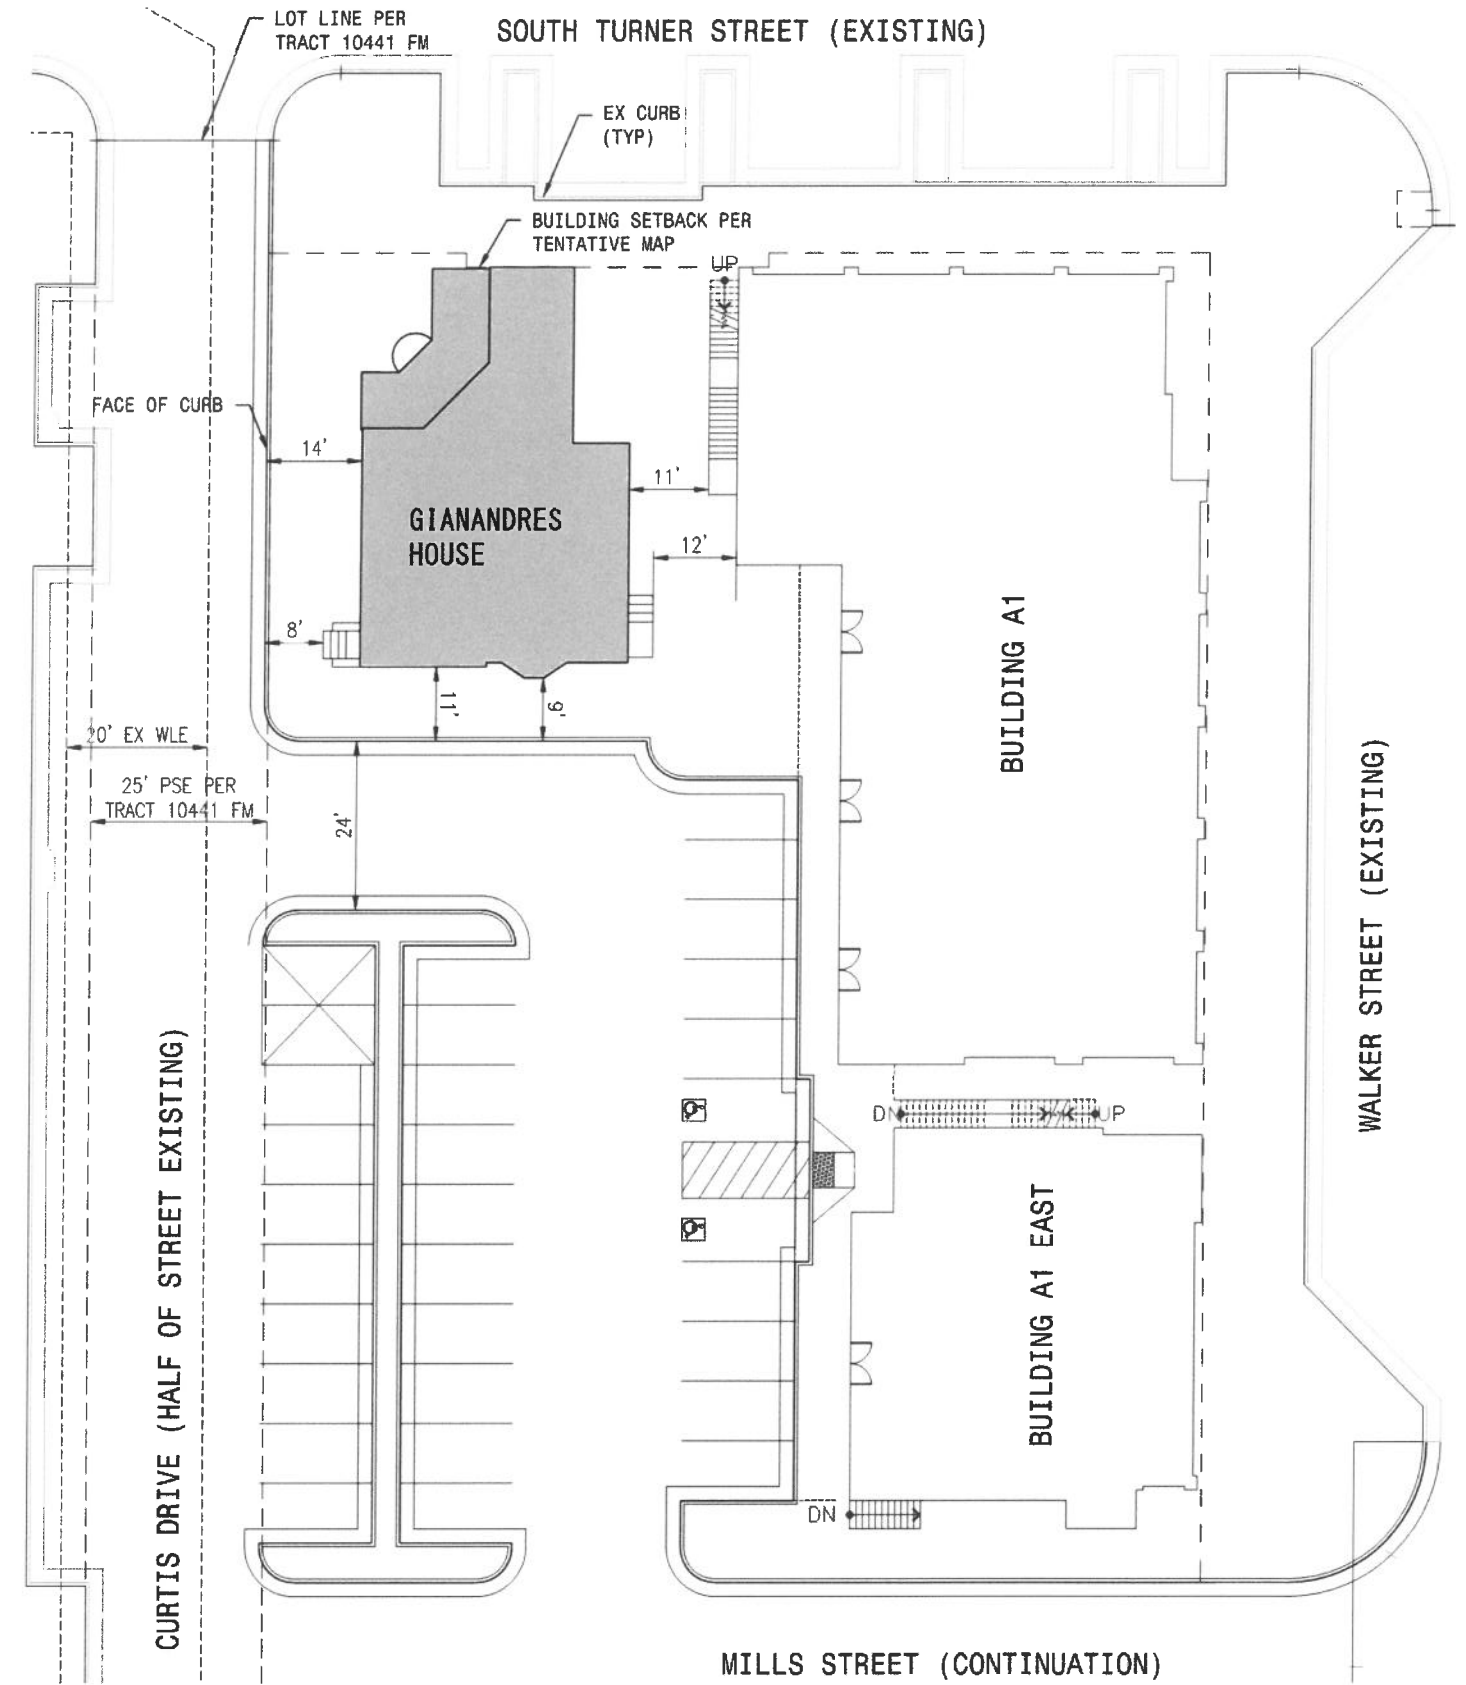 LOT LINE PER
TRACT 10441 FM
SOUTH TURNER STREET (EXISTING)
EX CURB
(TYP)
BUILDING SETBACK PER
TENTATIVE MAP
UP
FACE OF CURB
14'
11'
GIANANDRES
HOUSE
12'
8'
11'
9'
BUILDING A1
20' EX WLE
25' PSE PER
TRACT 10441 FM
24'
WALKER STREET (EXISTING)
CURTIS DRIVE (HALF OF STREET EXISTING)
DN
UP
BUILDING A1 EAST
DN
MILLS STREET (CONTINUATION)